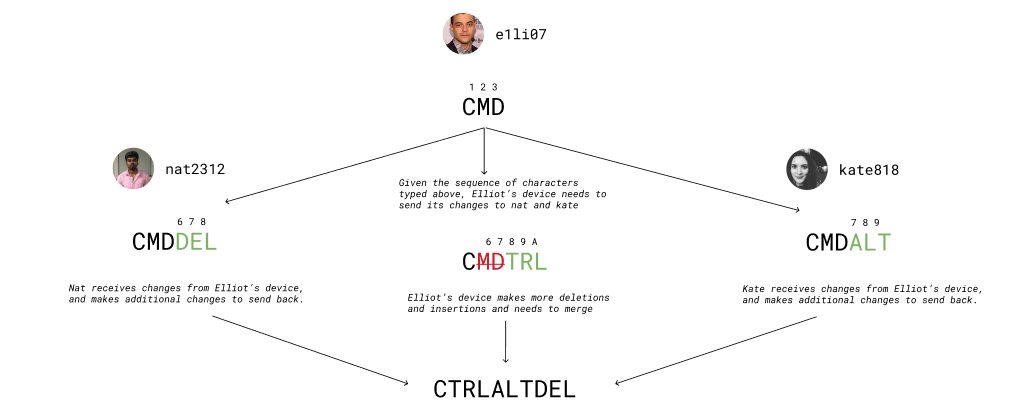 e1li07
1 2 3
CMD
nat2312
kate818
Given the sequence of characters
typed above, Elliot's device needs to
send its changes to nat and kate
6 7 8
CMDDEL
6 7 8 9 A
CMDTRL
7 8 9
CMDALT
Nat receives changes from Elliot's device,
and makes additional changes to send back.
Elliot's device makes more deletions
and insertions and needs to merge
Kate receives changes from Elliot's device,
and makes additional changes to send back.
CTRLALTDEL